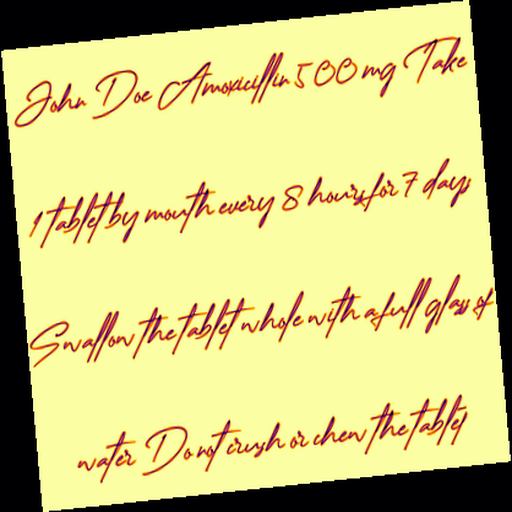 John Doe Amoxicillin 500 mg Take
1 tablet by mouth every 8 hours for 7 days
Swallow the tablet whole with a full glass of
water Do not crush or chew the tablet